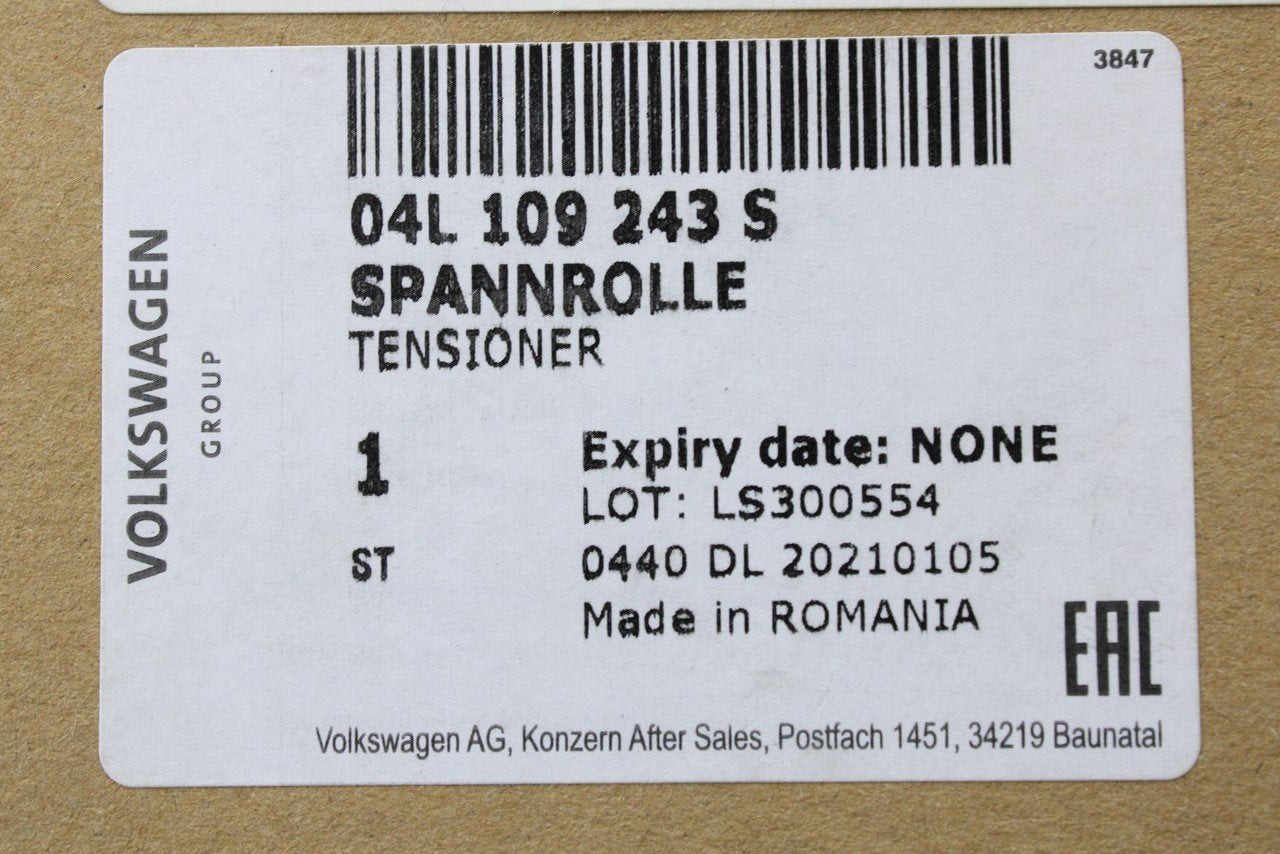 3847
04L 109 243 S
SPANNROLLE
TENSIONER
VOLKSWAGEN
GROUP
1
Expiry date: NONE
LOT: LS300554
ST
0440 DL 20210105
Made in ROMANIA
EAC
Volkswagen AG, Konzern After Sales, Postfach 1451, 34219 Baunatal